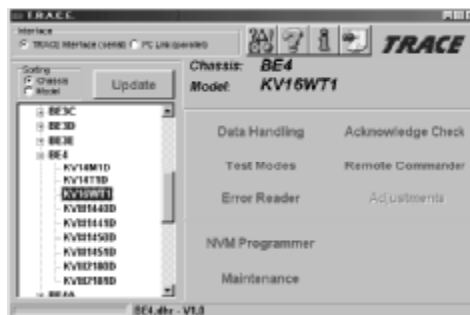 T.R.A.C.E.
Interface
TRACE Interface (serial)
PC Link (parallel)
TRACE
Sorting
Chassis
Model
Update
Chassis: BE4
Model: KV16WT1
BE3C
BE3D
BE3E
BE4
KV14M1D
KV14T1D
KV16WT1
Data Handling
Acknowledge Check
Test Modes
Remote Commander
Error Reader
Adjustments
NVM Programmer
Maintenance
BE4.dhr - V1.0